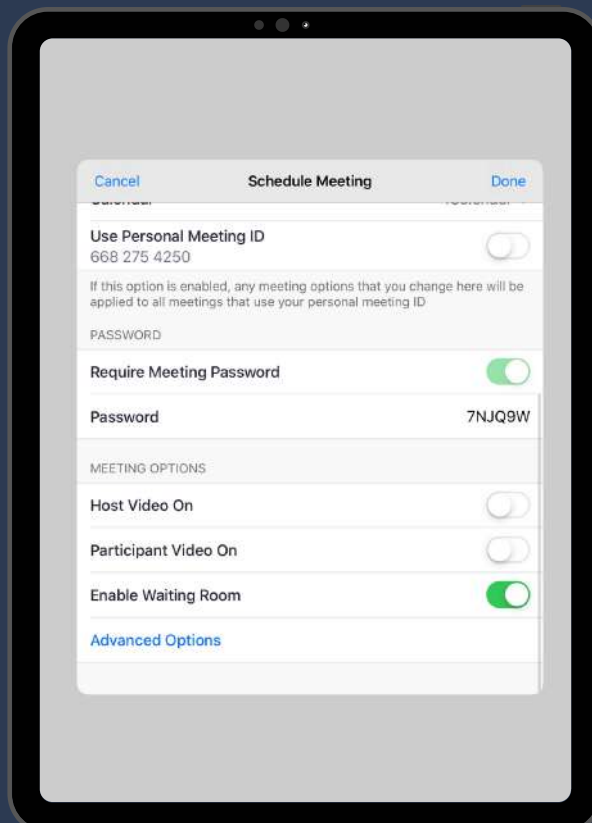 Cancel
Schedule Meeting
Done
Use Personal Meeting ID
668 275 4250
If this option is enabled, any meeting options that you change here will be
applied to all meetings that use your personal meeting ID
PASSWORD
Require Meeting Password
Password
7NJQ9W
MEETING OPTIONS
Host Video On
Participant Video On
Enable Waiting Room
Advanced Options